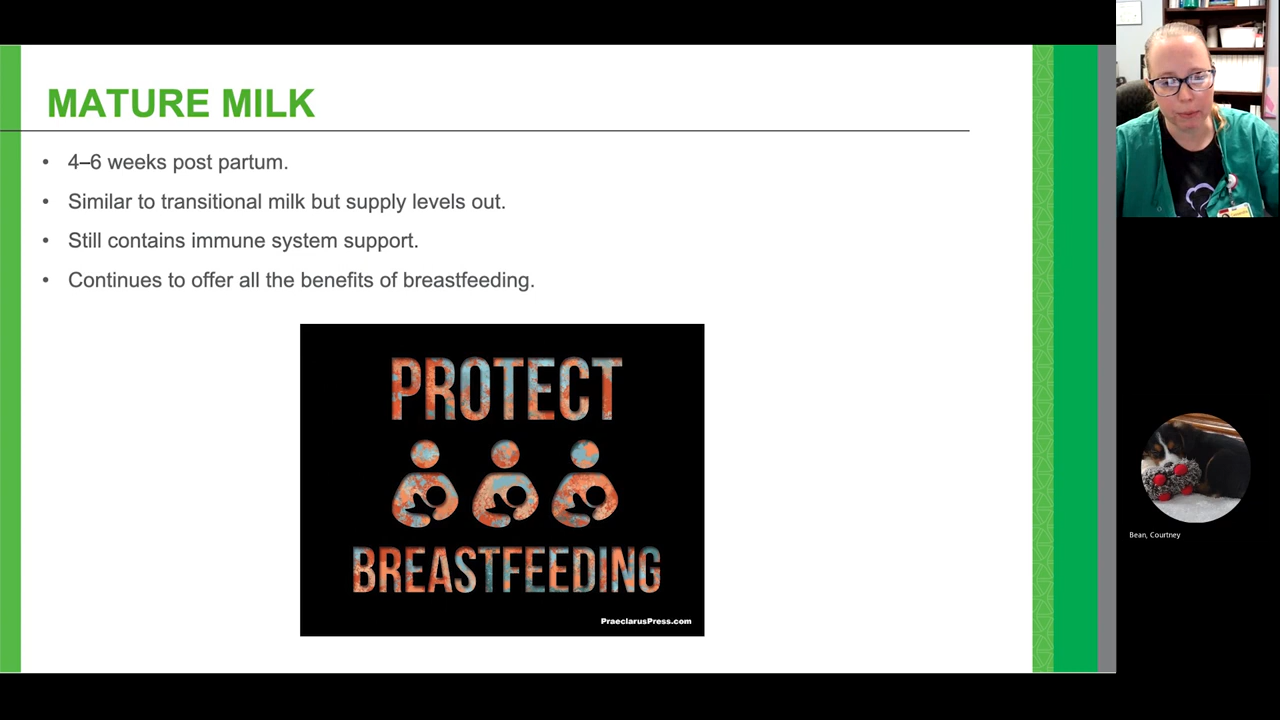 MATURE MILK
• 4–6 weeks post partum.
• Similar to transitional milk but supply levels out.
• Still contains immune system support.
• Continues to offer all the benefits of breastfeeding.
PROTECT
BREASTFEEDING
PraeclarusPress.com
Bean, Courtney